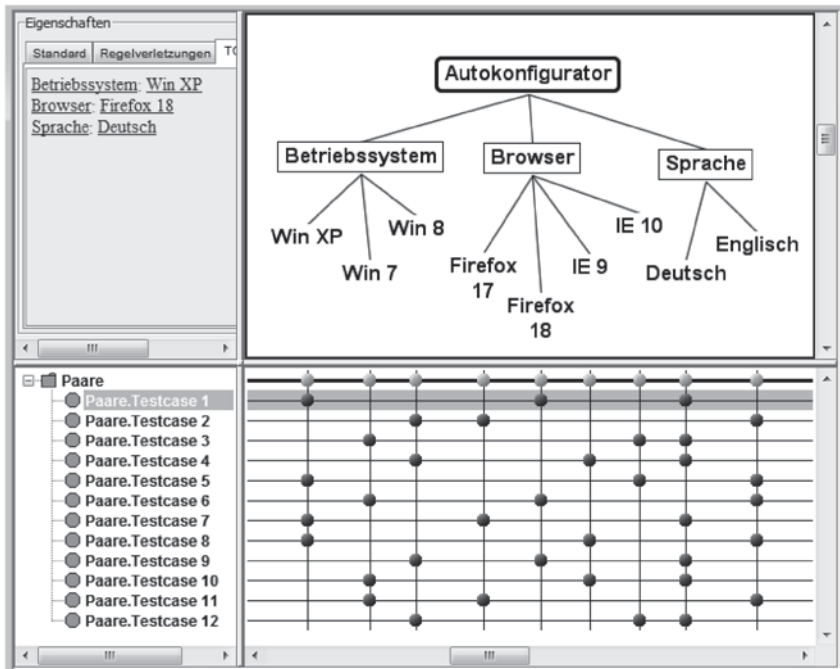 Eigenschaften
Standard Regelverletzungen TC
Betriebssystem: Win XP
Browser: Firefox 18
Sprache: Deutsch
Autokonfigurator
Betriebssystem Browser Sprache
Win XP
Win 7
Win 8
Firefox
17
Firefox
18
IE 9
IE 10
Deutsch
Englisch
Paare
Paare.Testcase 1
Paare.Testcase 2
Paare.Testcase 3
Paare.Testcase 4
Paare.Testcase 5
Paare.Testcase 6
Paare.Testcase 7
Paare.Testcase 8
Paare.Testcase 9
Paare.Testcase 10
Paare.Testcase 11
Paare.Testcase 12